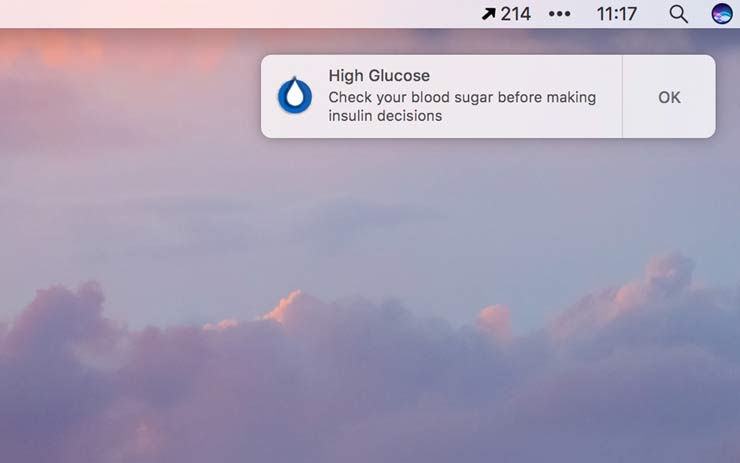 214 ••• 11:17
High Glucose
Check your blood sugar before making
insulin decisions
OK